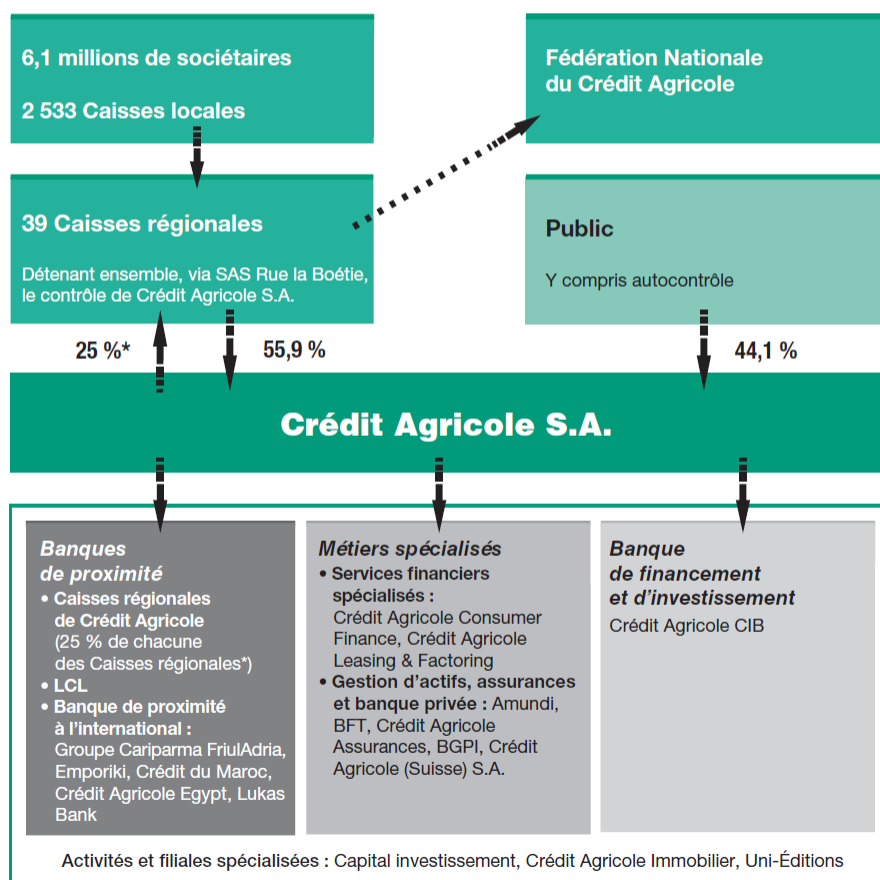 6,1 millions de sociétaires
2 533 Caisses locales
Fédération Nationale
du Crédit Agricole
39 Caisses régionales
Détenant ensemble, via SAS Rue la Boétie,
le contrôle de Crédit Agricole S.A.
Public
Y compris autocontrôle
25 %*
55,9 %
44,1 %
Crédit Agricole S.A.
Banques
de proximité
• Caisses régionales
de Crédit Agricole
(25 % de chacune
des Caisses régionales*)
• LCL
• Banque de proximité
à l'international :
Groupe Cariparma FriulAdria,
Emporiki, Crédit du Maroc,
Crédit Agricole Egypt, Lukas
Bank
Métiers spécialisés
• Services financiers
spécialisés :
Crédit Agricole Consumer
Finance, Crédit Agricole
Leasing & Factoring
• Gestion d'actifs, assurances
et banque privée : Amundi,
BFT, Crédit Agricole
Assurances, BGPI, Crédit
Agricole (Suisse) S.A.
Banque
de financement
et d'investissement
Crédit Agricole CIB
Activités et filiales spécialisées : Capital investissement, Crédit Agricole Immobilier, Uni-Éditions